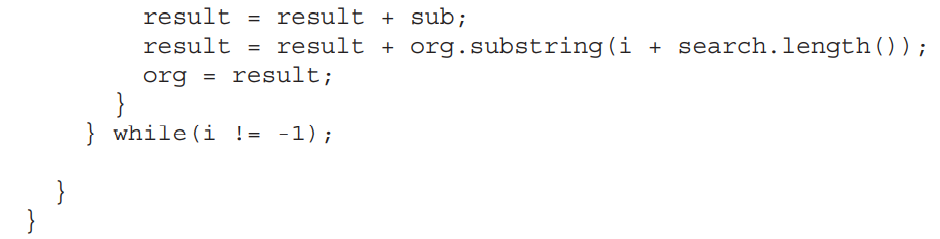 result = result + sub;
result = result + org.substring(i + search.length());
org = result;
}
} while(i != -1);
}
}